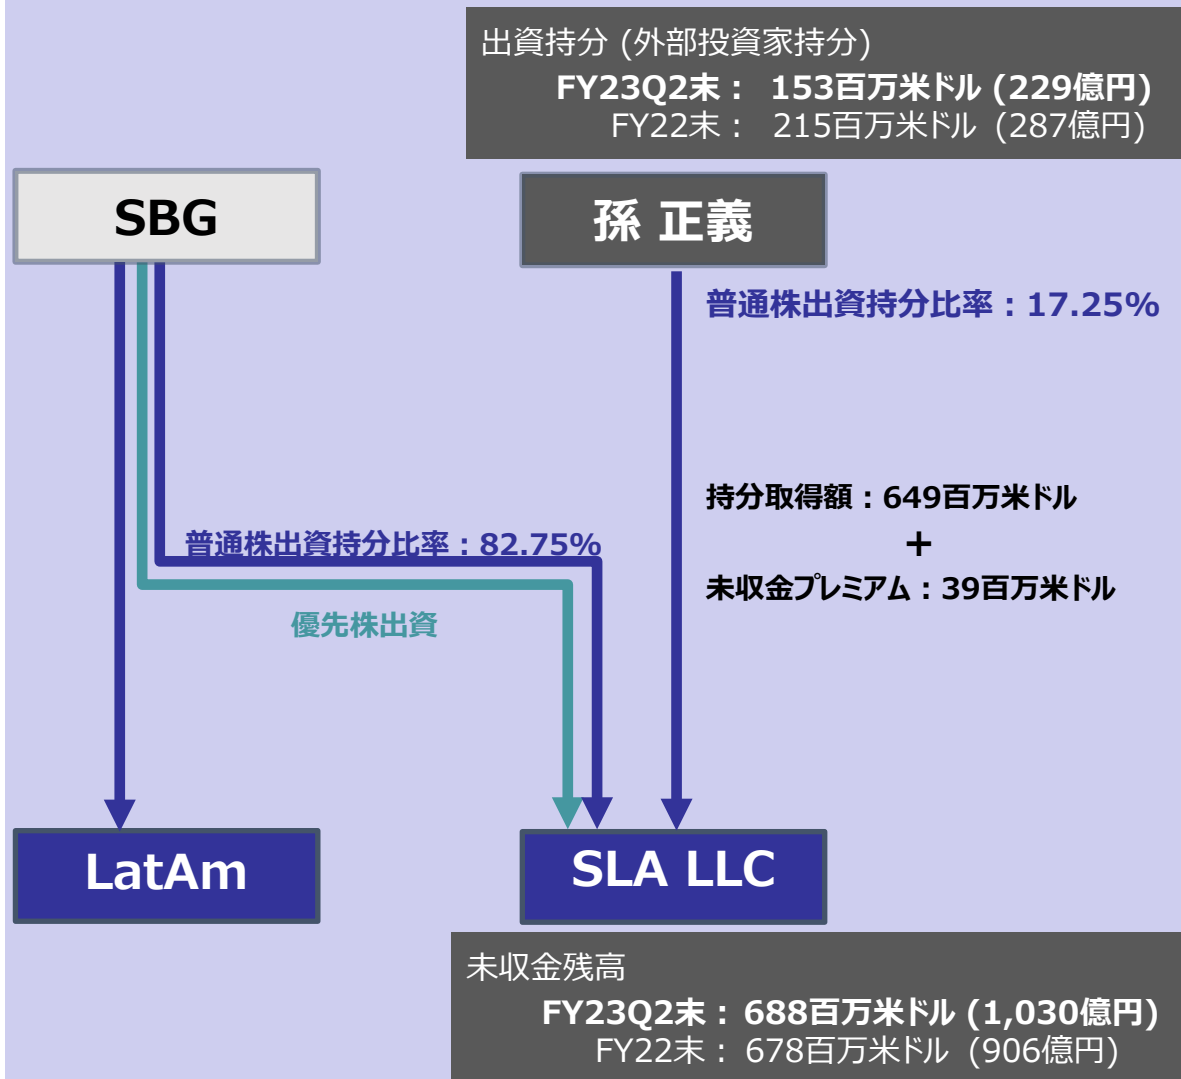 出資持分 (外部投資家持分)
FY23Q2末： 153百万米ドル (229億円)
FY22末： 215百万米ドル (287億円)
SBG
孫 正義
普通株出資持分比率：17.25%
持分取得額：649百万米ドル
+
未収金プレミアム：39百万米ドル
普通株出資持分比率：82.75%
優先株出資
LatAm
SLA LLC
未収金残高
FY23Q2末：688百万米ドル (1,030億円)
FY22末：678百万米ドル (906億円)